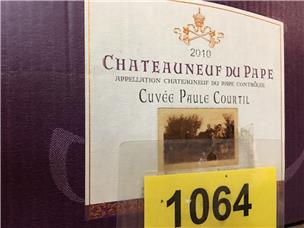 2010
CHATEAUNEUF DU PAPE
APPELLATION CHATEAUNEUF DU PAPE CONTRÔLÉE
CUVÉE PAULE COURTIL
1064